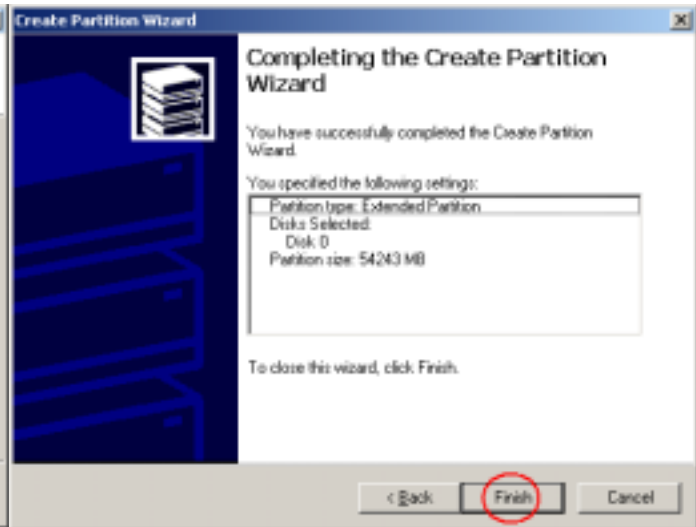 Create Partition Wizard
Completing the Create Partition
Wizard
You have successfully completed the Create Partition
Wizard.
You specified the following settings:
Partition type: Extended Partition
Disks Selected:
Disk 0
Partition size: 54243 MB
To close this wizard, click Finish.
< Back
Finish
Cancel